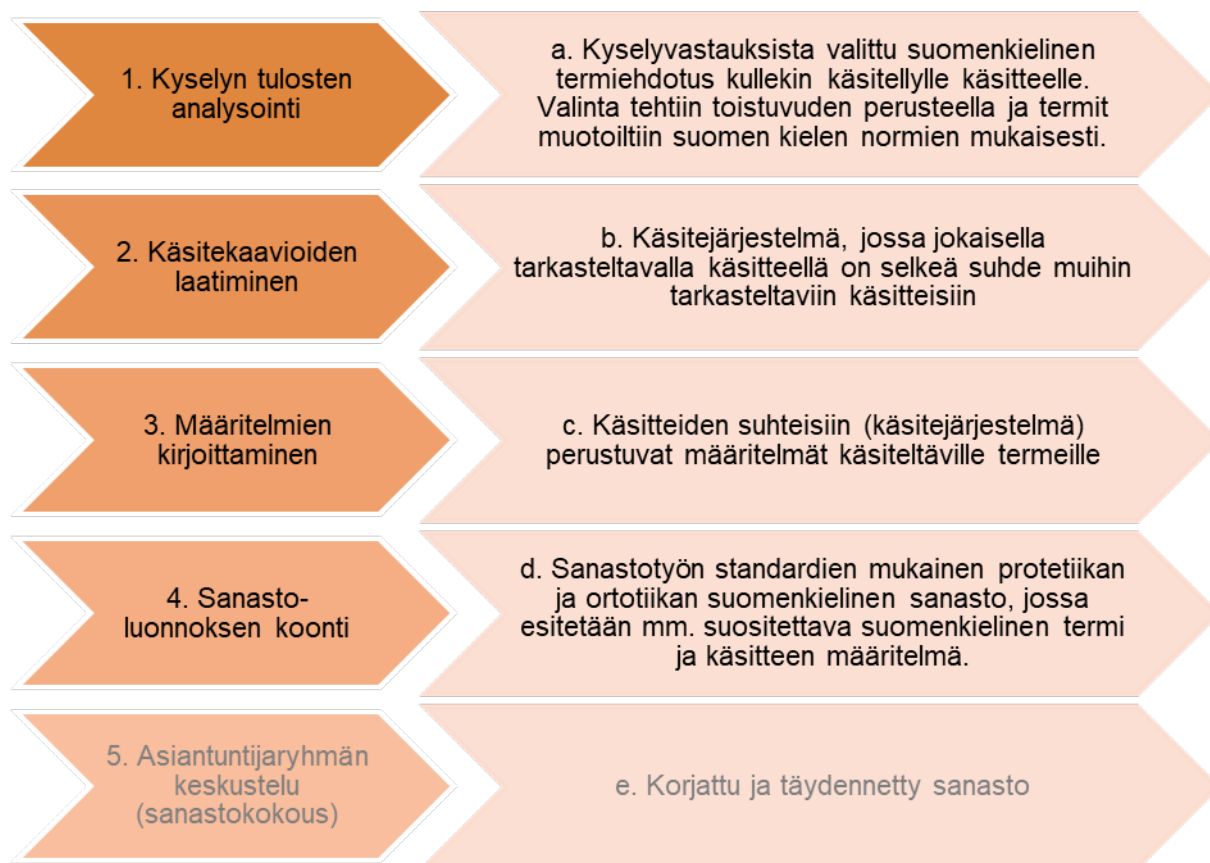 1. Kyselyn tulosten
analysointi
a. Kyselyvastauksista valittu suomenkielinen
termiehdotus kullekin käsitellylle käsitteelle.
Valinta tehtiin toistuvuden perusteella ja termit
muotoiltiin suomen kielen normien mukaisesti.
2. Käsitekaavioiden
laatiminen
b. Käsitejärjestelmä, jossa jokaisella
tarkasteltavalla käsitteellä on selkeä suhde muihin
tarkasteltaviin käsitteisiin
3. Määritelmien
kirjoittaminen
c. Käsitteiden suhteisiin (käsitejärjestelmä)
perustuvat määritelmät käsiteltäville termeille
4. Sanasto-
luonnoksen koonti
d. Sanastotyön standardien mukainen protetiikan
ja ortotiikan suomenkielinen sanasto, jossa
esitetään mm. suositettava suomenkielinen termi
ja käsitteen määritelmä.
5. Asiantuntijaryhmän
keskustelu
(sanastokokous)
e. Korjattu ja täydennetty sanasto